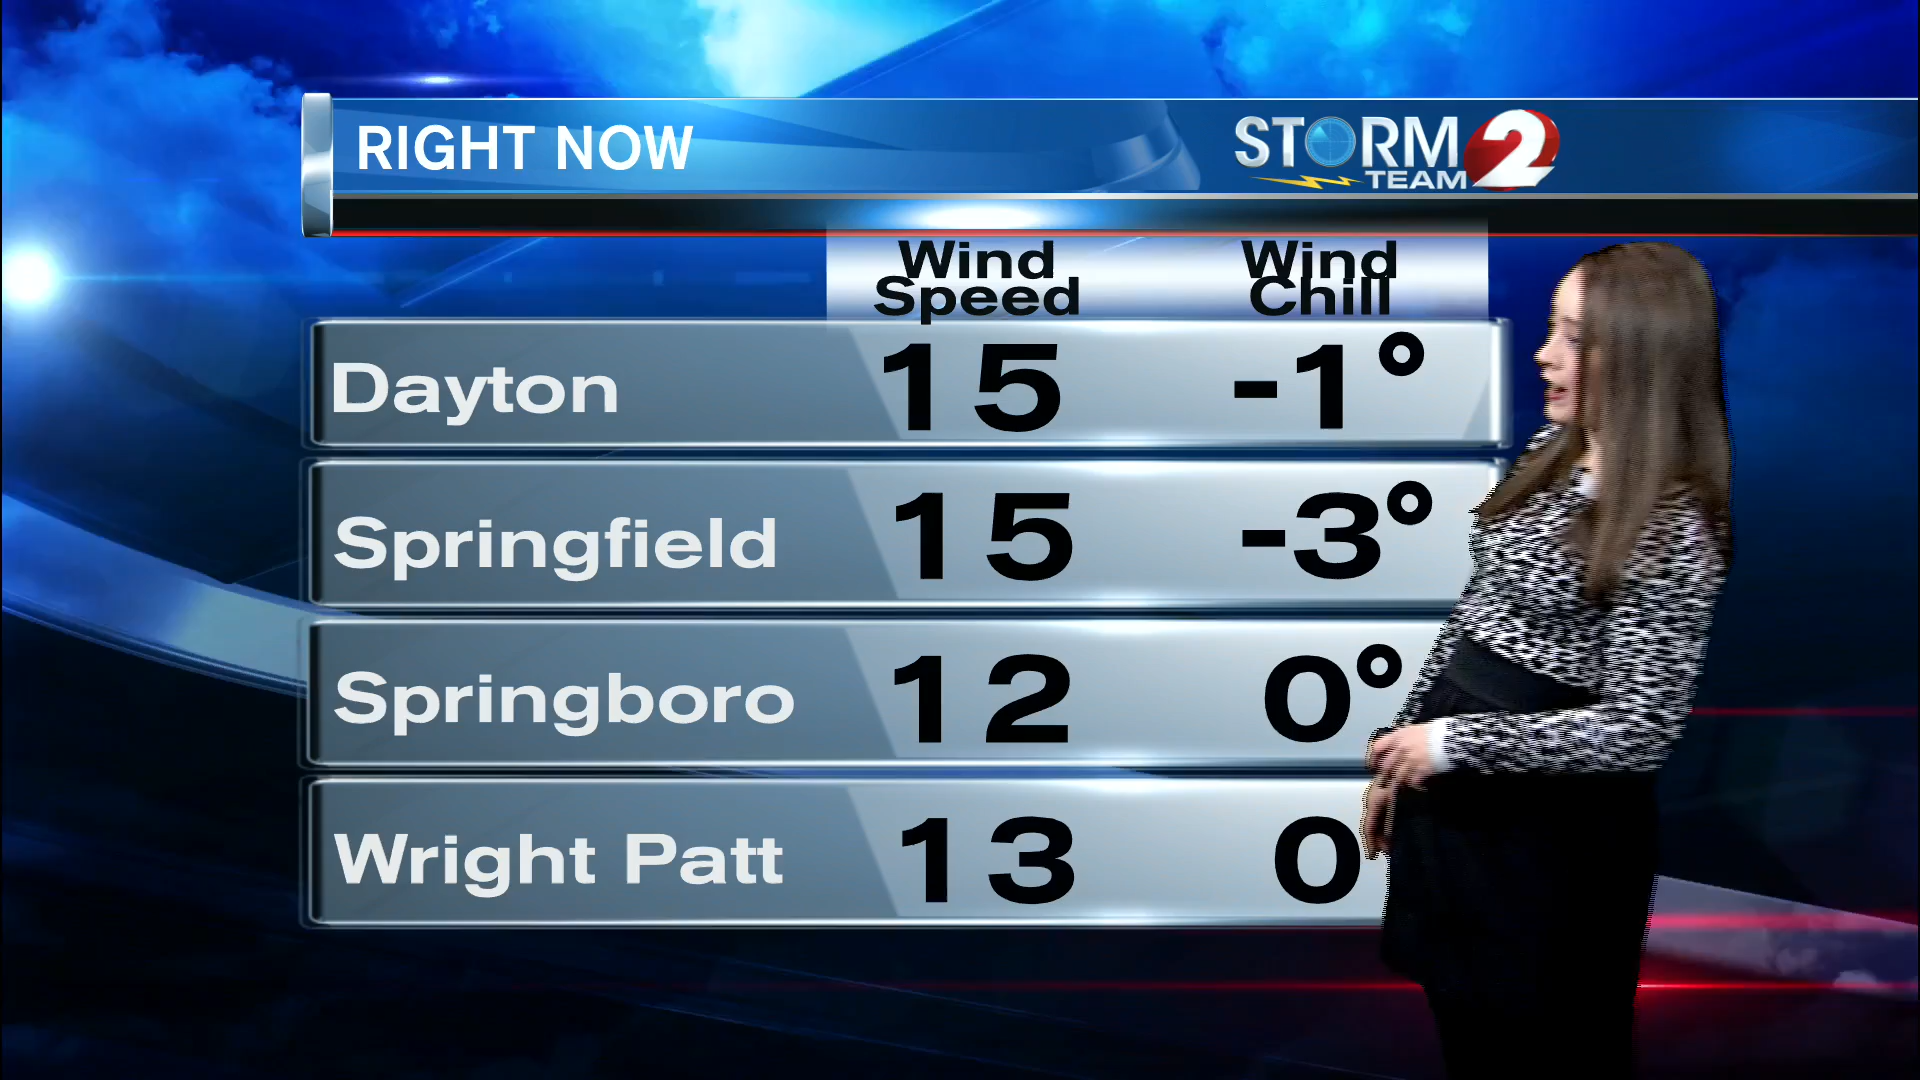 RIGHT NOW
STORM
TEAM 2
Wind Speed
Wind Chill
Dayton 15 -1°
Springfield 15 -3°
Springboro 12 0°
Wright Patt 13 0